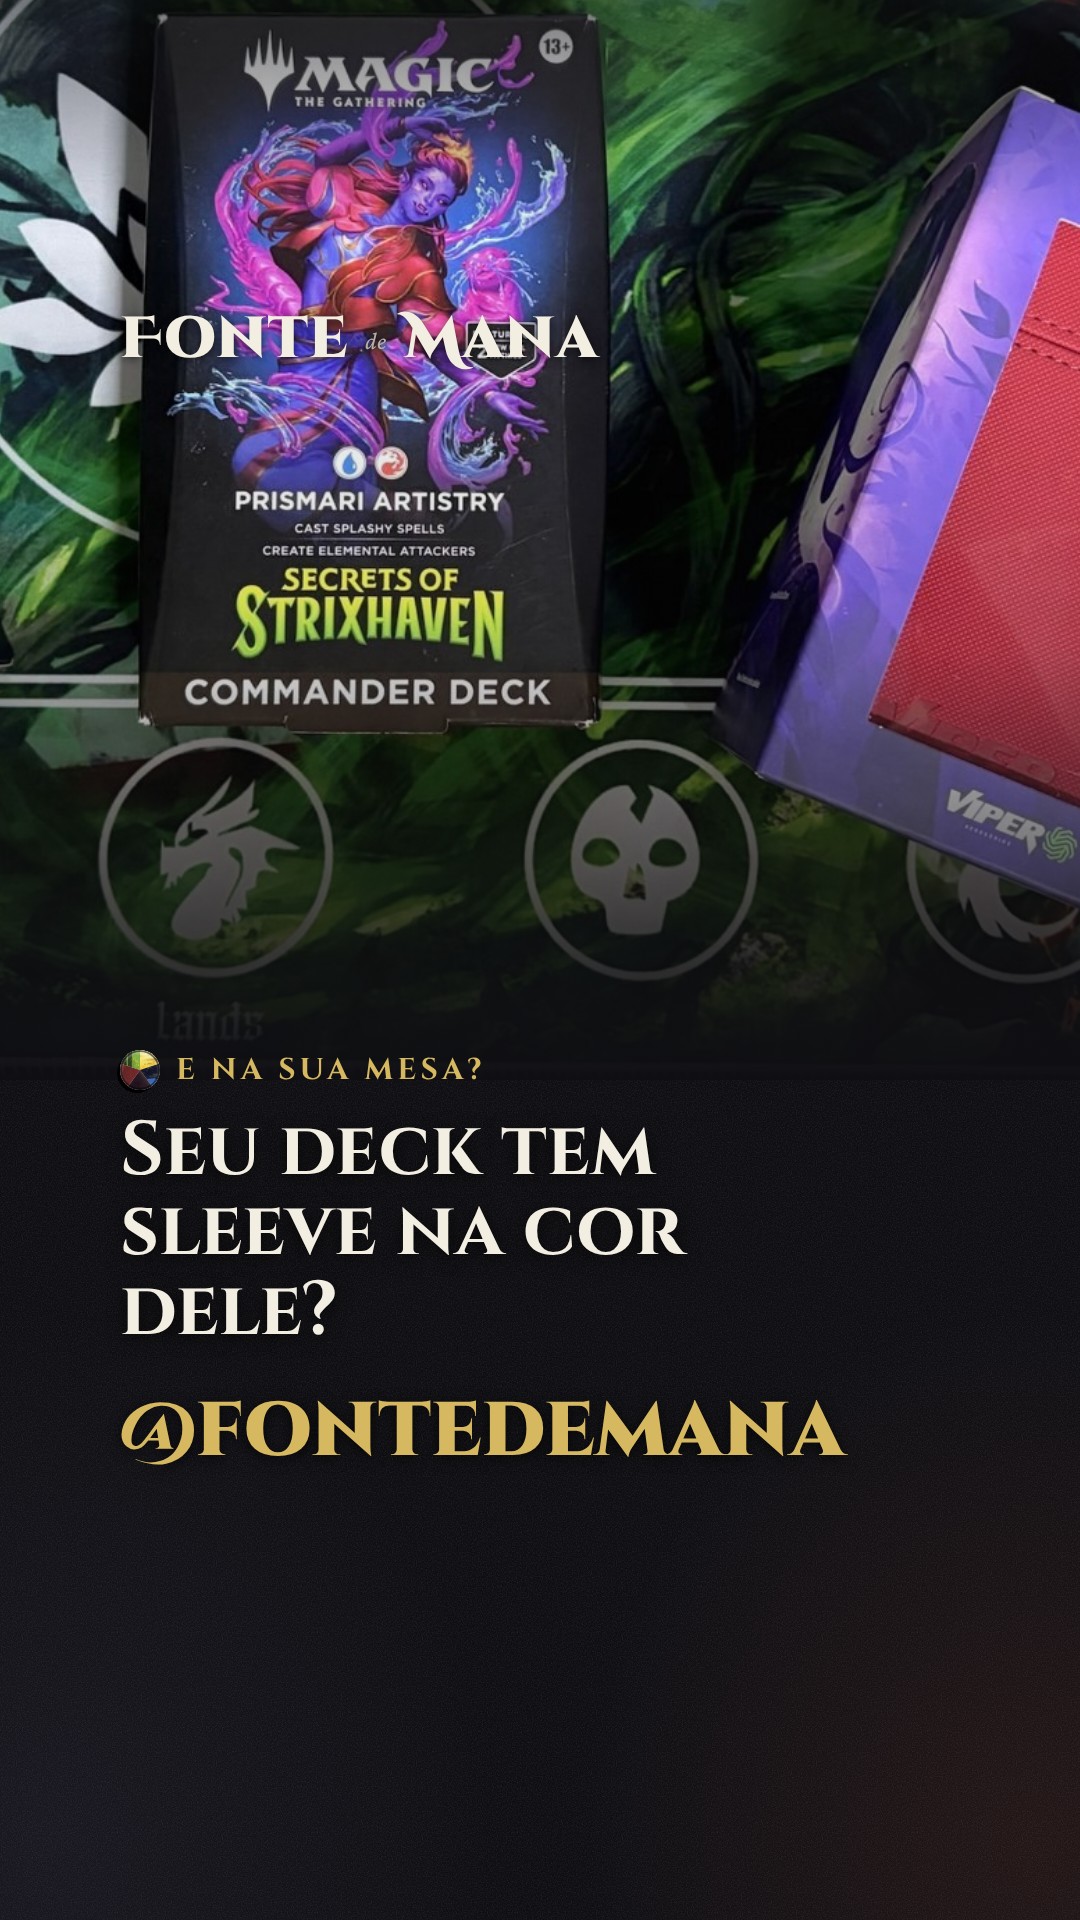 MAGIC
THE GATHERING
13+
FONTE de MANA
PRISMARI ARTISTRY
CAST SPLASHY SPELLS
CREATE ELEMENTAL ATTACKERS
SECRETS OF
STRIXHAVEN
COMMANDER DECK
VIPER
Lands
E NA SUA MESA?
SEU DECK TEM
SLEEVE NA COR
DELE?
@FONTEDEMANA